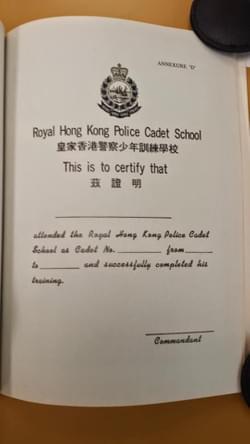 ANNEXURE "D"
Royal Hong Kong Police Cadet School
皇家香港警察少年訓練學校
This is to certify that
茲 證 明
attended the Royal Hong Kong Police Cadet
School as Cadet No. from
to and successfully completed his
training.
Commandant